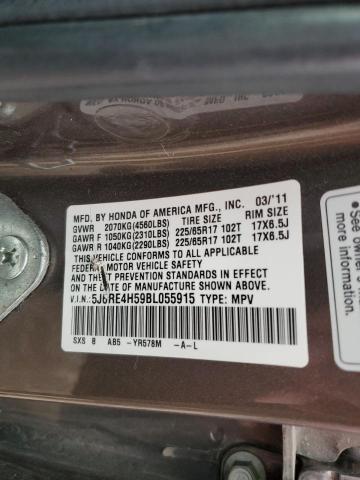 MFD. BY HONDA OF AMERICA MFG., INC. 03/'11
GVWR 2070KG(4560LBS) TIRE SIZE RIM SIZE
GAWR F 1050KG(2310LBS) 225/65R17 102T 17X6.5J
GAWR R 1040KG(2290LBS) 225/65R17 102T 17X6.5J
THIS VEHICLE CONFORMS TO ALL APPLICABLE
FEDERAL MOTOR VEHICLE SAFETY
AND THEFT PREVENTION STANDARDS IN EFFECT
ON THE DATE OF MANUFACTURE SHOWN ABOVE.
V.I.N.: 5J6RE4H59BL055915 TYPE: MPV
SXS 8 AB5 -YR578M -A-L
See
owner's